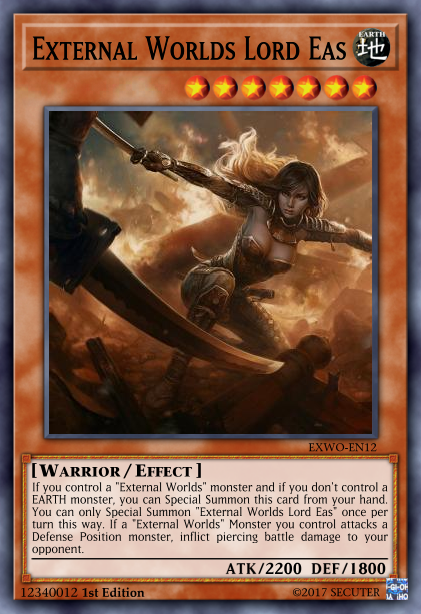 External Worlds Lord Eas
EARTH
地
EXWO-EN12
[Warrior / Effect]
If you control a "External Worlds" monster and if you don't control a
EARTH monster, you can Special Summon this card from your hand.
You can only Special Summon "External Worlds Lord Eas" once per
turn this way. If a "External Worlds" Monster you control attacks a
Defense Position monster, inflict piercing battle damage to your
opponent.
ATK/2200 DEF/1800
12340012 1st Edition
©2017 SECUTER